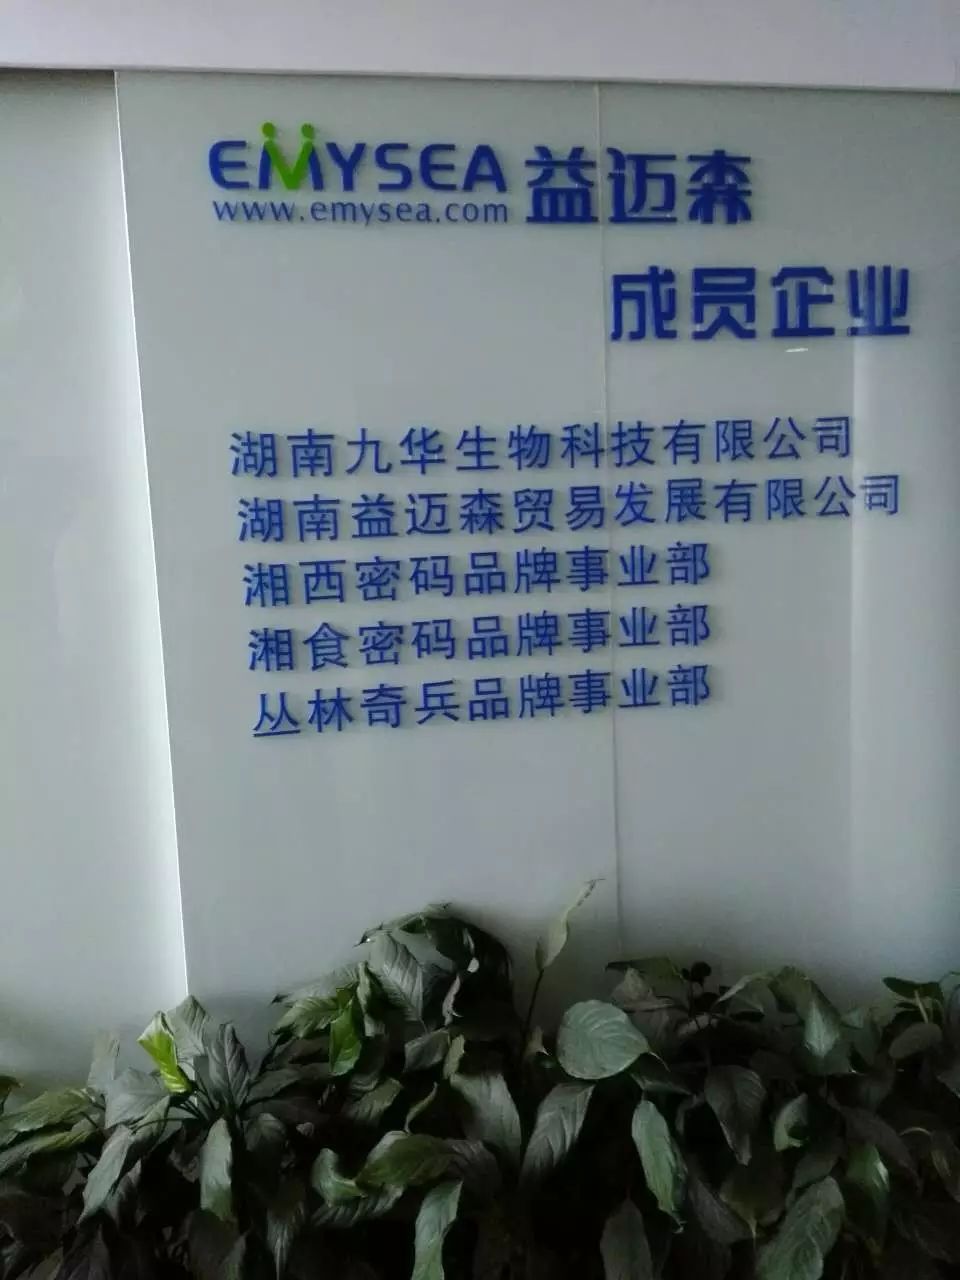 EMYSEA 益迈森
www.emysea.com
成员企业
湖南九华生物科技有限公司
湖南益迈森贸易发展有限公司
湘西密码品牌事业部
湘食密码品牌事业部
丛林奇兵品牌事业部